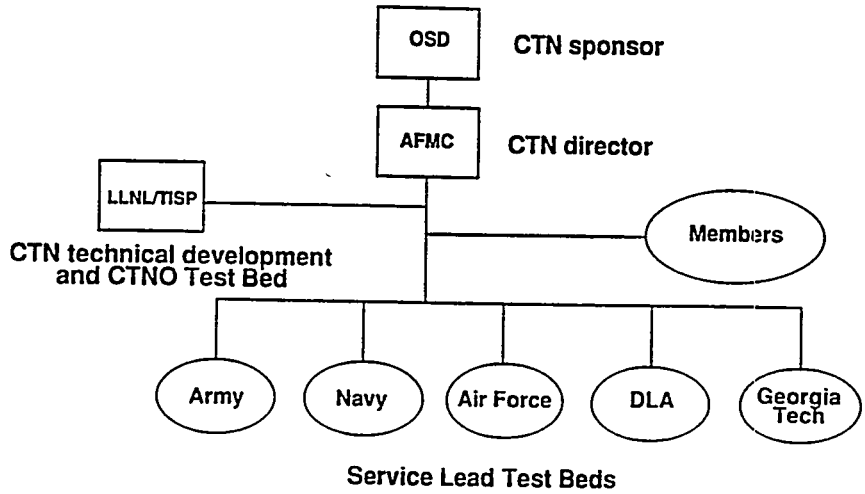 OSD
CTN sponsor
AFMC
CTN director
LLNL/TISP
CTN technical development
and CTNO Test Bed
Members
Army
Navy
Air Force
DLA
Georgia
Tech
Service Lead Test Beds